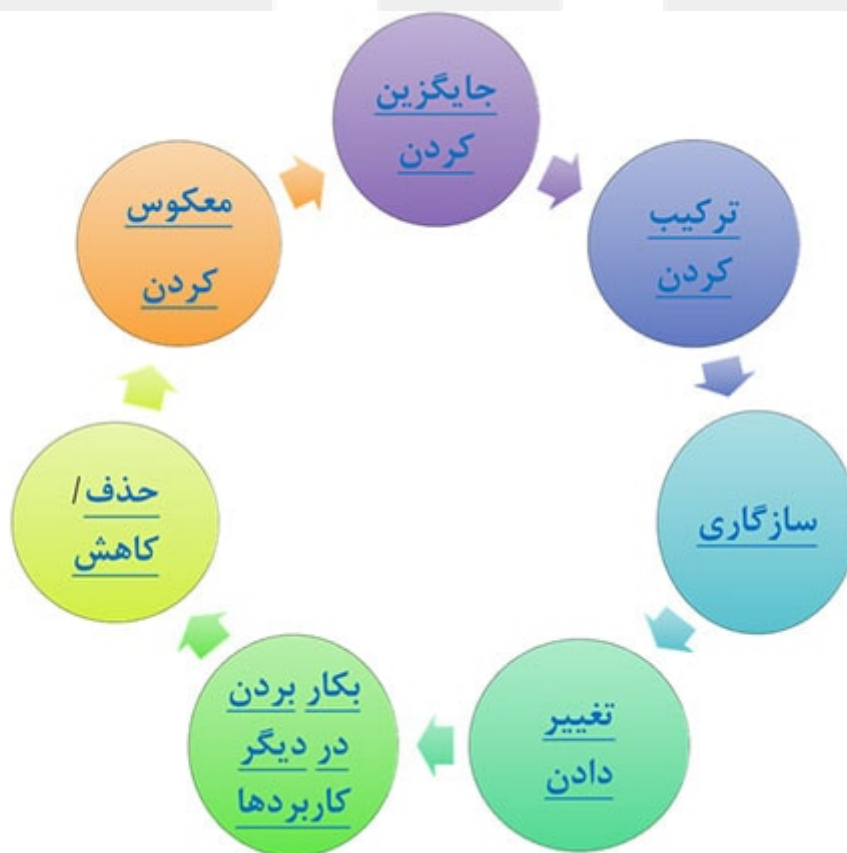 جایگزین
کردن
ترکیب
کردن
سازگاری
تغییر
دادن
بکار بردن
در دیگر
کاربردها
حذف/
کاهش
معکوس
کردن